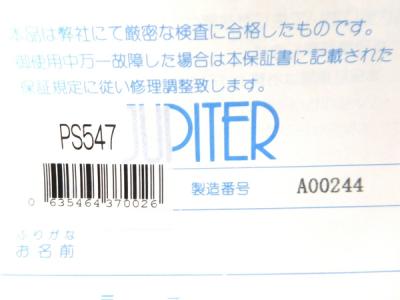 本品は弊社にて厳密な検査に合格したものです。
御使用中万一故障した場合は本保証書に記載された
保証規定に従い修理調整致します。
JUPITER
PS547
0 635464 370026
製造番号 A00244
ふりがな
お名前